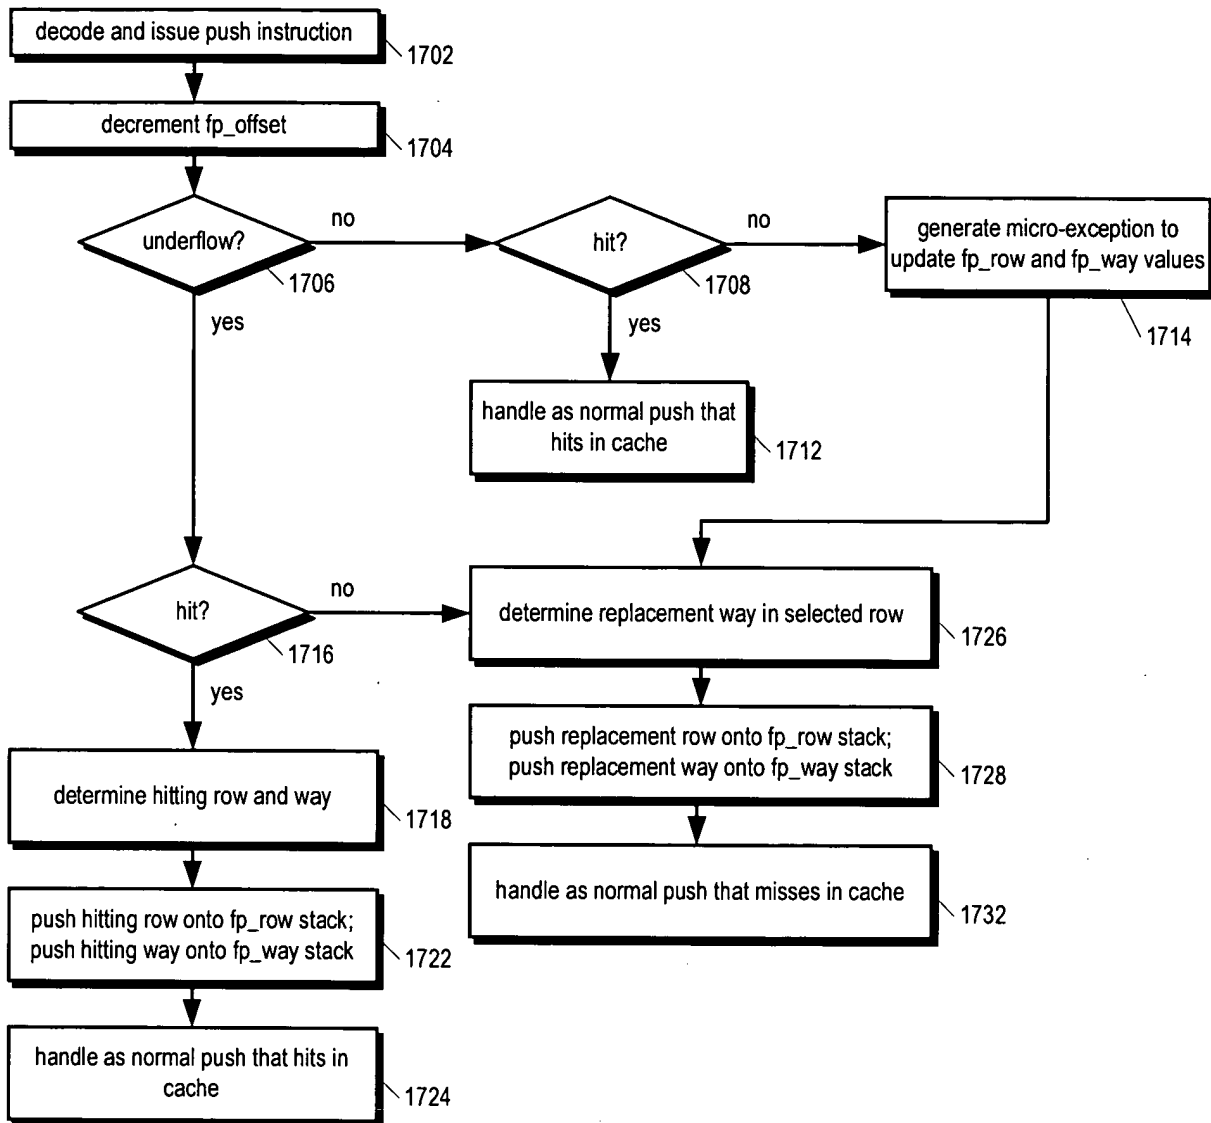 decode and issue push instruction
1702
decrement fp_offset
1704
underflow?
1706
no
hit?
1708
no
generate micro-exception to
update fp_row and fp_way values
1714
yes
yes
handle as normal push that
hits in cache
1712
hit?
1716
no
determine replacement way in selected row
1726
yes
push replacement row onto fp_row stack;
push replacement way onto fp_way stack
1728
determine hitting row and way
1718
handle as normal push that misses in cache
1732
push hitting row onto fp_row stack;
push hitting way onto fp_way stack
1722
handle as normal push that hits in
cache
1724